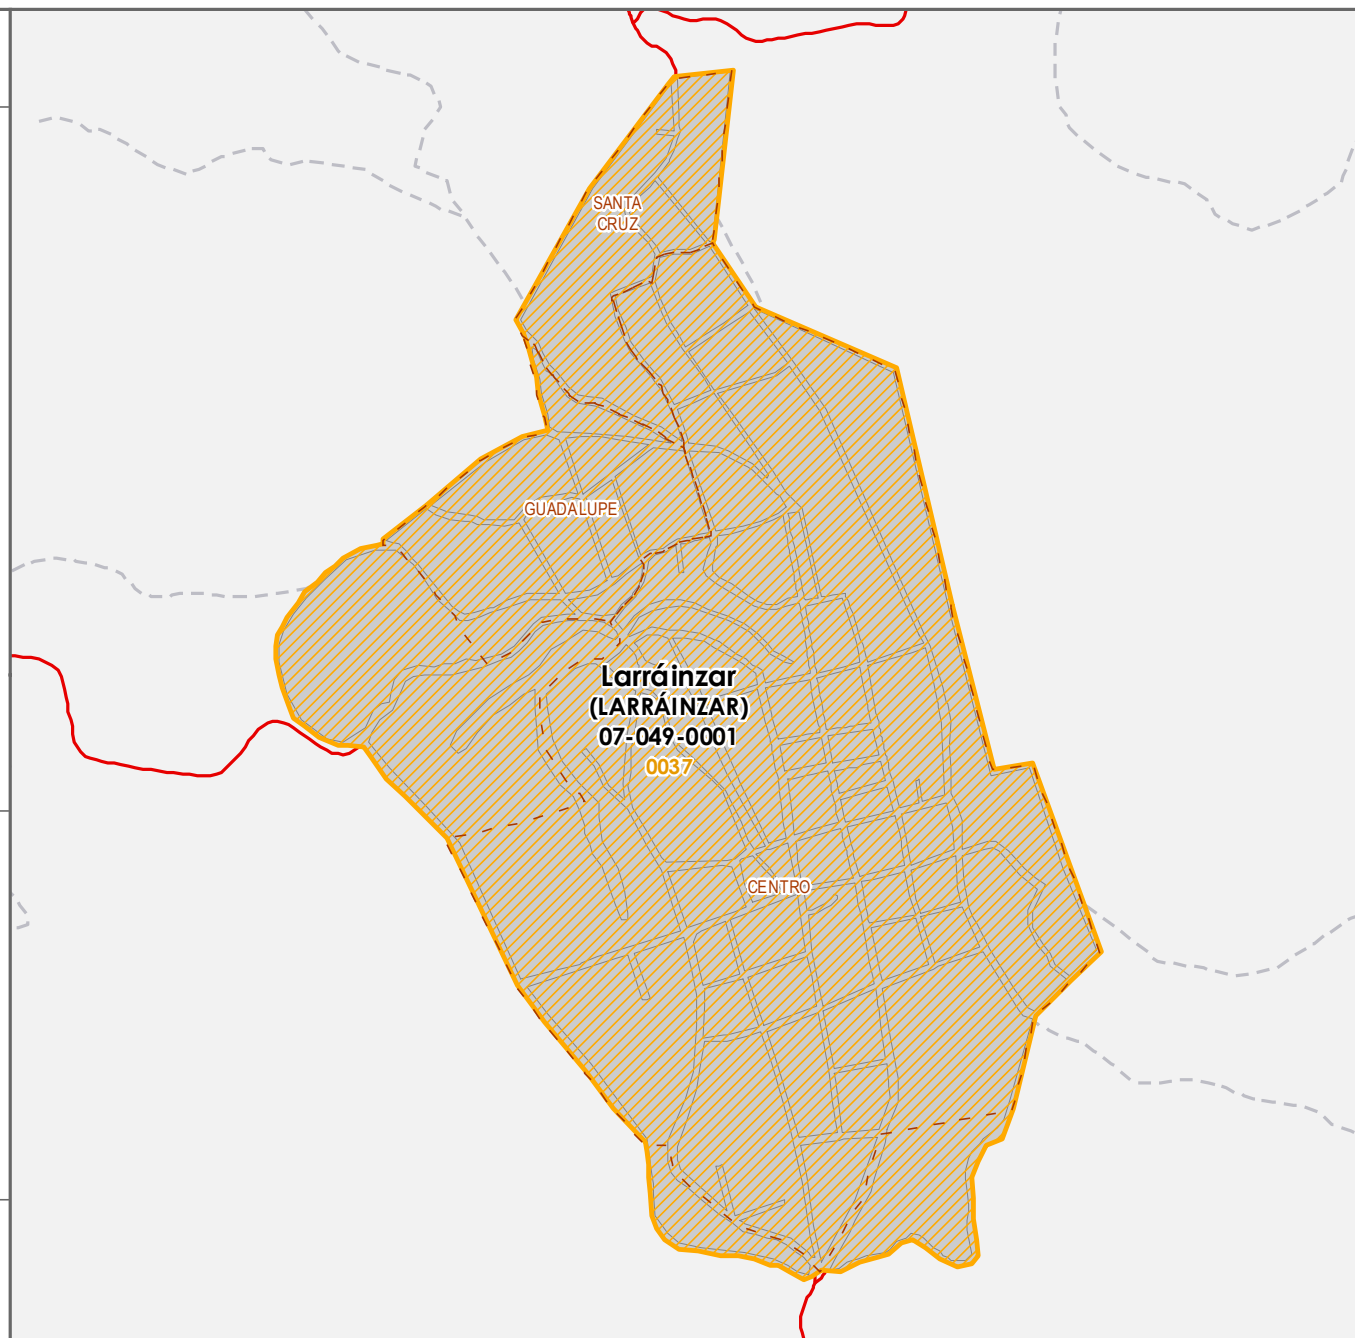 SANTA
CRUZ
GUADALUPE
Larráinzar
(LARRÁINZAR)
07-049-0001
0037
CENTRO